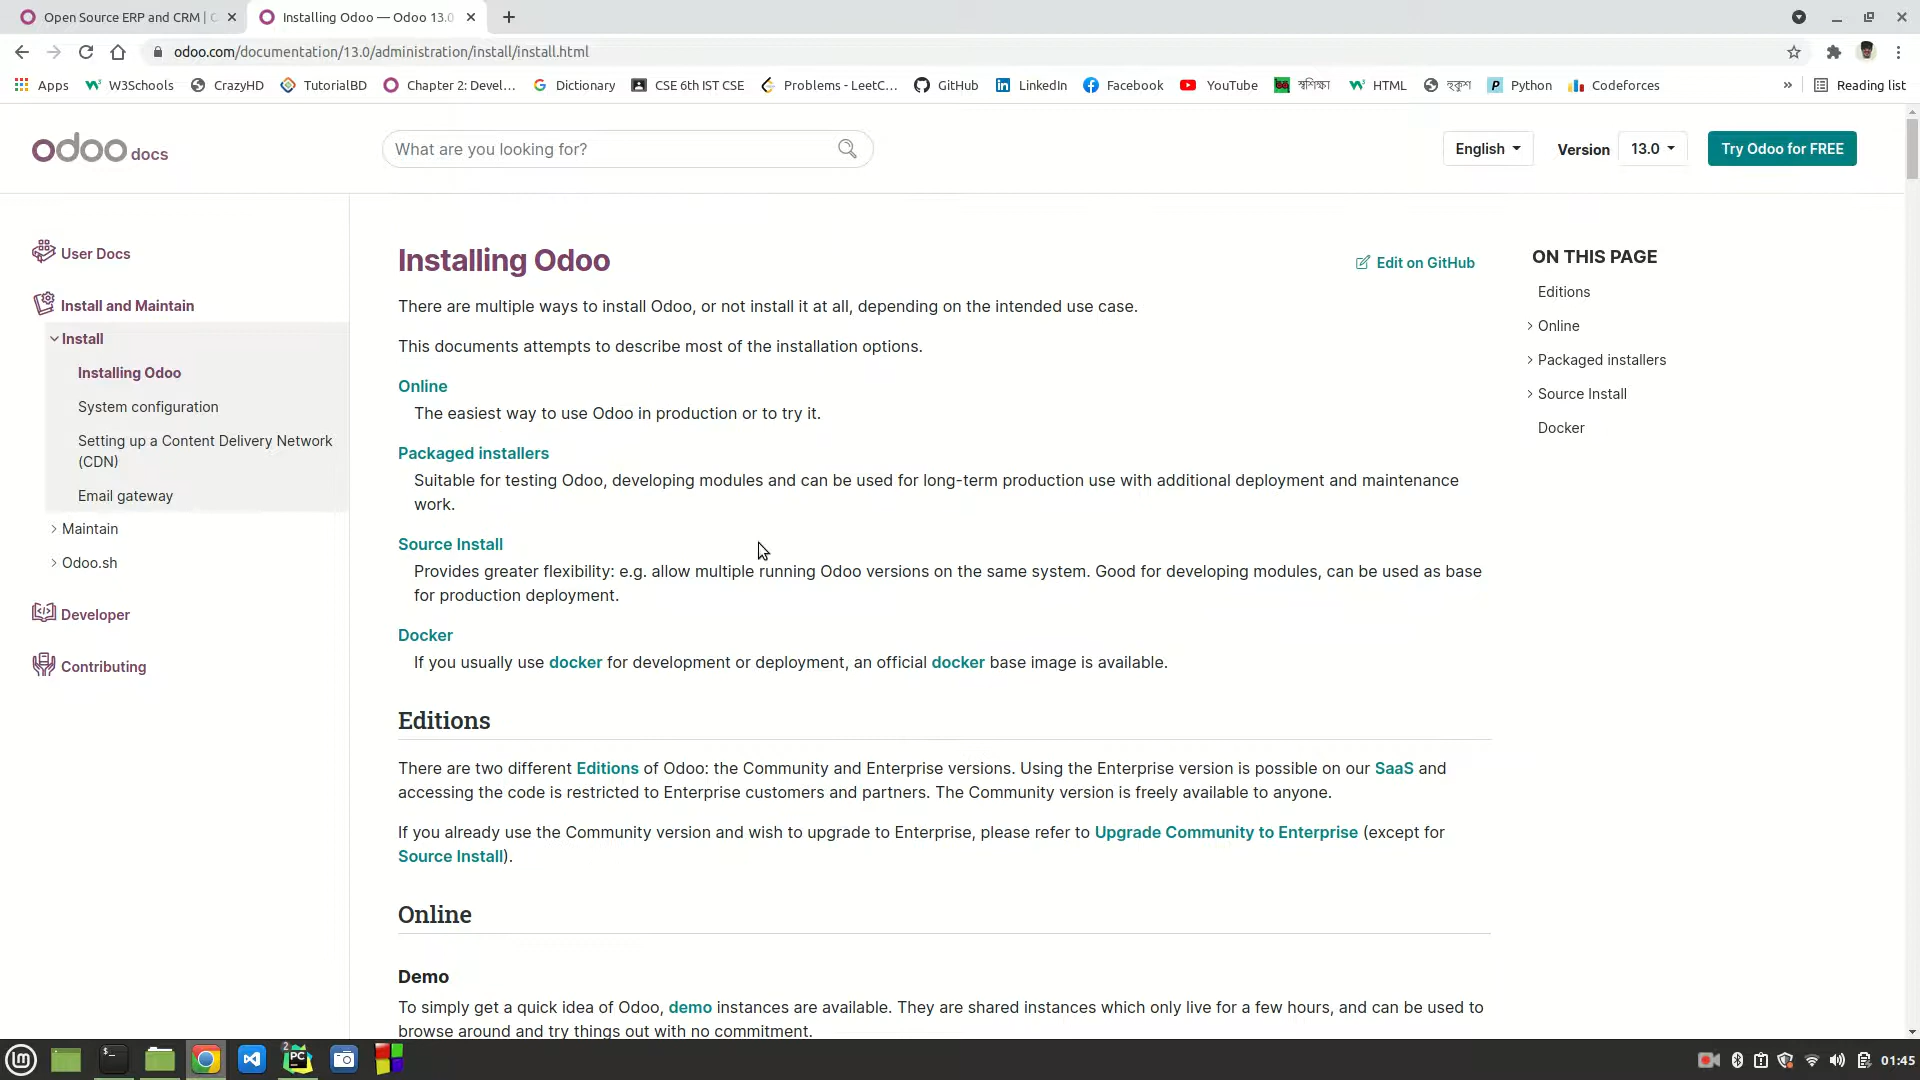 Open Source ERP and CRM |
Installing Odoo — Odoo 13.0
odoo.com/documentation/13.0/administration/install/install.html
Apps
W3Schools
CrazyHD
TutorialBD
Chapter 2: Devel...
Dictionary
CSE 6th IST CSE
Problems - LeetC...
GitHub
LinkedIn
Facebook
YouTube
স্বশিক্ষা
HTML
হুকুশ
Python
Codeforces
»
Reading list
odoo docs
What are you looking for?
English
Version
13.0
Try Odoo for FREE
User Docs
Install and Maintain
Install
Installing Odoo
System configuration
Setting up a Content Delivery Network
(CDN)
Email gateway
Maintain
Odoo.sh
Developer
Contributing
Installing Odoo
Edit on GitHub
There are multiple ways to install Odoo, or not install it at all, depending on the intended use case.
This documents attempts to describe most of the installation options.
Online
The easiest way to use Odoo in production or to try it.
Packaged installers
Suitable for testing Odoo, developing modules and can be used for long-term production use with additional deployment and maintenance
work.
Source Install
Provides greater flexibility: e.g. allow multiple running Odoo versions on the same system. Good for developing modules, can be used as base
for production deployment.
Docker
If you usually use docker for development or deployment, an official docker base image is available.
Editions
There are two different Editions of Odoo: the Community and Enterprise versions. Using the Enterprise version is possible on our SaaS and
accessing the code is restricted to Enterprise customers and partners. The Community version is freely available to anyone.
If you already use the Community version and wish to upgrade to Enterprise, please refer to Upgrade Community to Enterprise (except for
Source Install).
Online
Demo
To simply get a quick idea of Odoo, demo instances are available. They are shared instances which only live for a few hours, and can be used to
browse around and try things out with no commitment.
ON THIS PAGE
Editions
Online
Packaged installers
Source Install
Docker
01:45